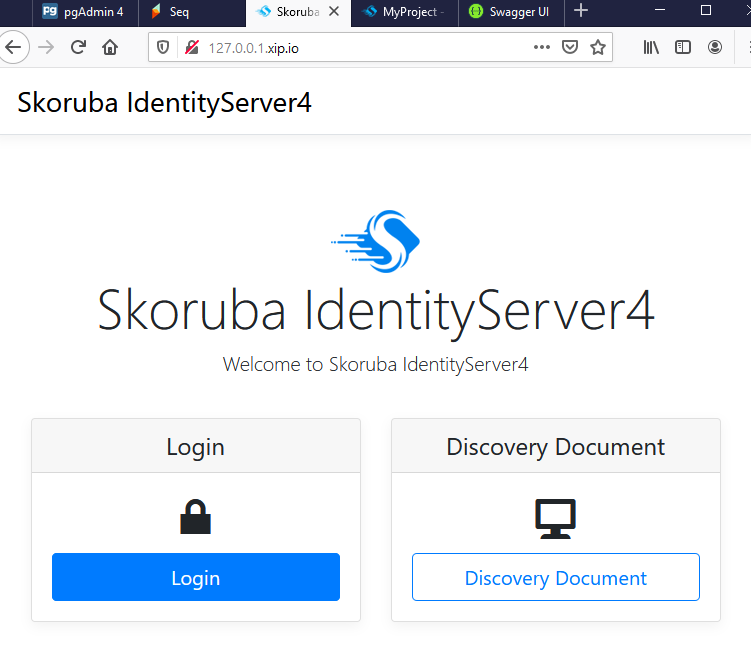 pgAdmin 4
Seq
Skoruba
MyProject -
Swagger UI
127.0.0.1.xip.io
Skoruba IdentityServer4
Skoruba IdentityServer4
Welcome to Skoruba IdentityServer4
Login
Discovery Document
Login
Discovery Document